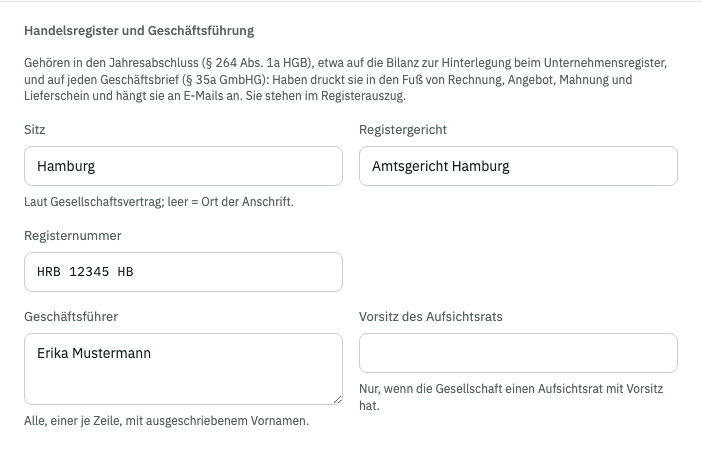 Handelsregister und Geschäftsführung
Gehören in den Jahresabschluss (§ 264 Abs. 1a HGB), etwa auf die Bilanz zur Hinterlegung beim Unternehmensregister,
und auf jeden Geschäftsbrief (§ 35a GmbHG): Haben druckt sie in den Fuß von Rechnung, Angebot, Mahnung und
Lieferschein und hängt sie an E-Mails an. Sie stehen im Registerauszug.
Sitz
Hamburg
Laut Gesellschaftsvertrag; leer = Ort der Anschrift.
Registergericht
Amtsgericht Hamburg
Registernummer
HRB 12345 HB
Geschäftsführer
Erika Mustermann
Alle, einer je Zeile, mit ausgeschriebenem Vornamen.
Vorsitz des Aufsichtsrats
Nur, wenn die Gesellschaft einen Aufsichtsrat mit Vorsitz
hat.